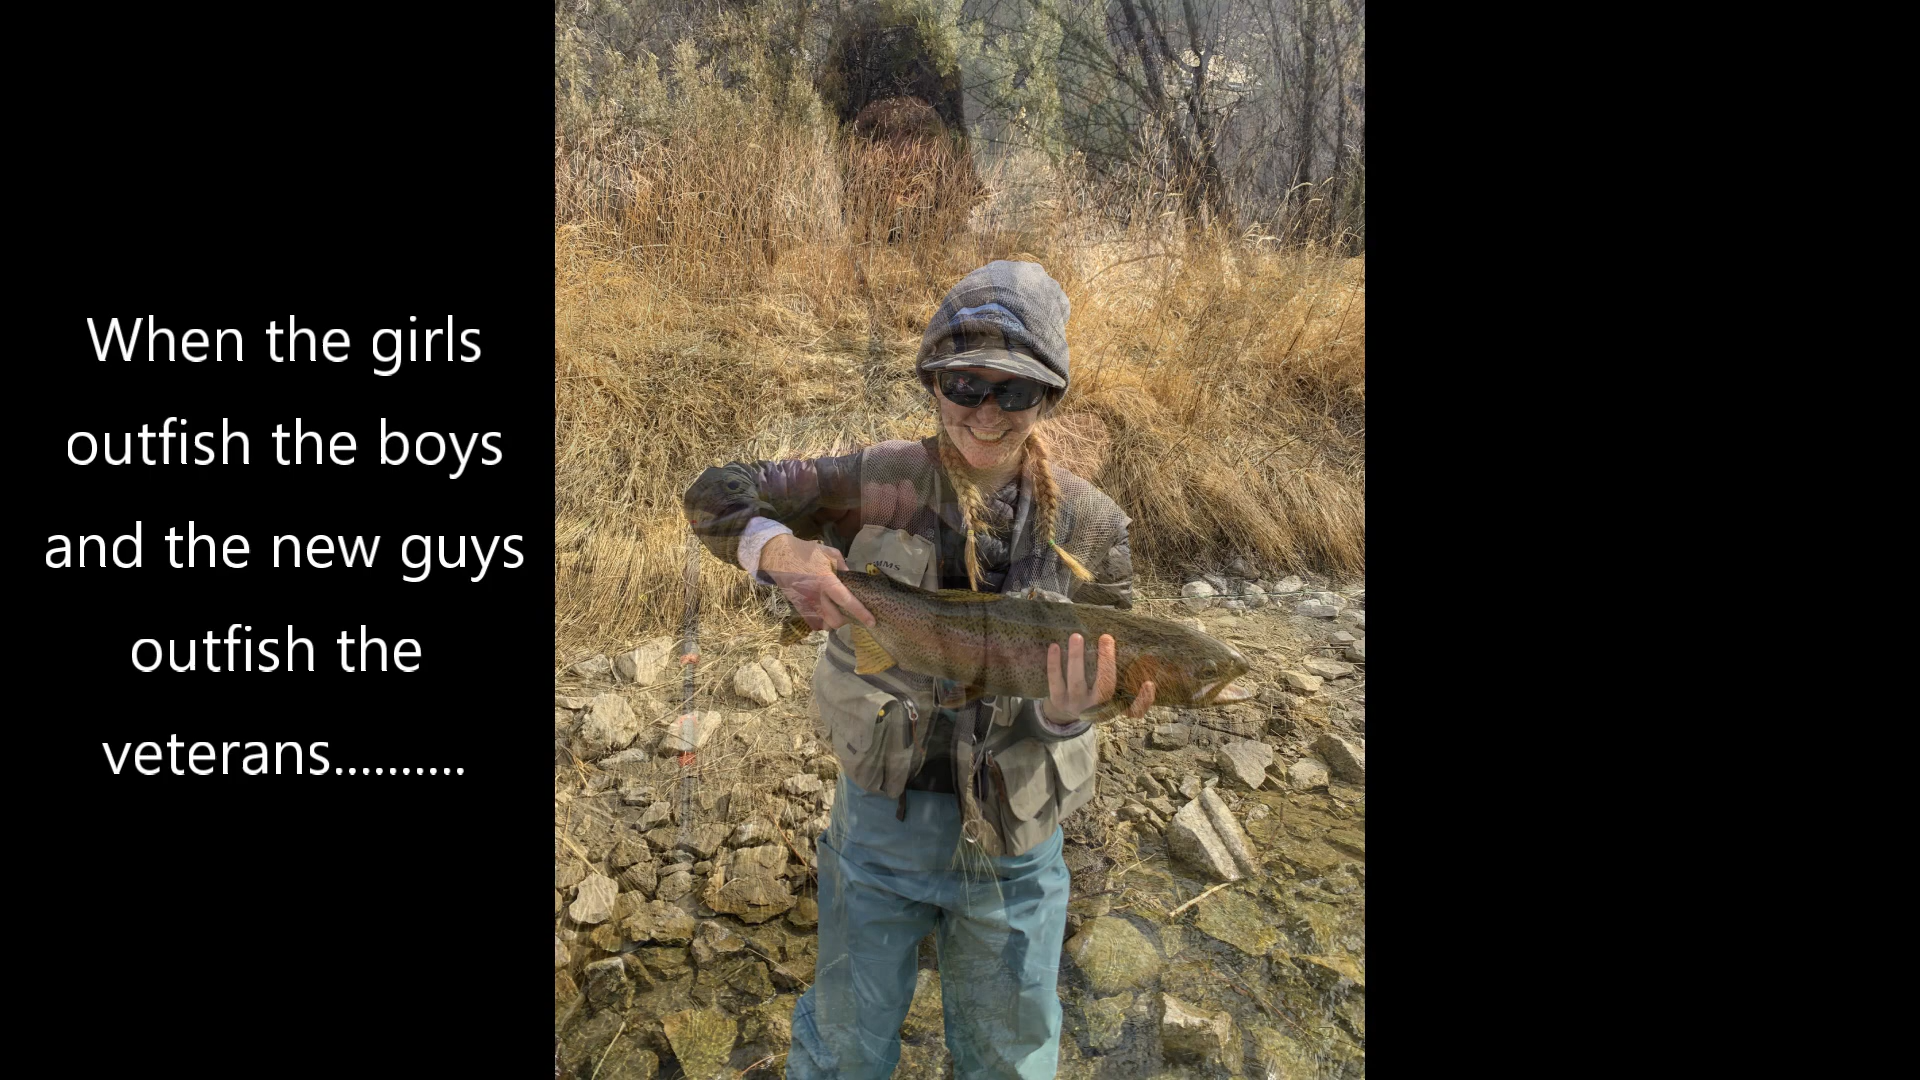 When the girls
outfish the boys
and the new guys
outfish the
veterans..........